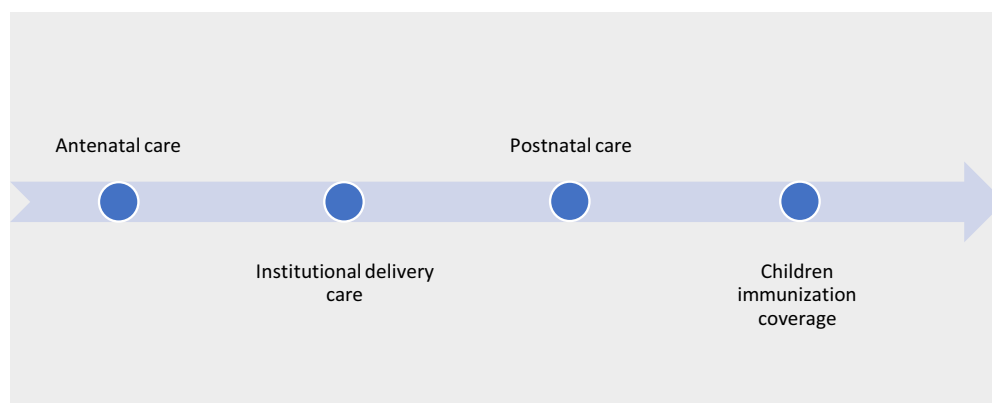 Antenatal care
Postnatal care
Institutional delivery
care
Children
immunization
coverage